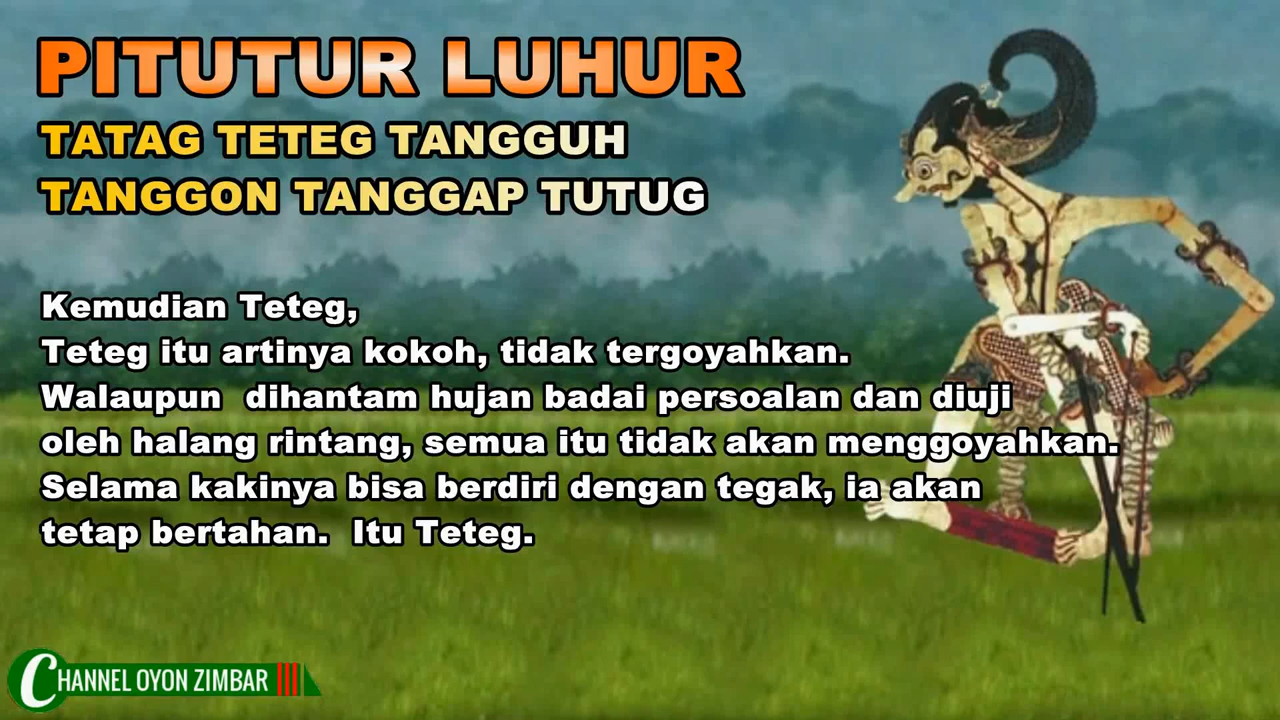 PITUTUR LUHUR
TATAG TETEG TANGGUH
TANGGON TANGGAP TUTUG
Kemudian Teteg,
Teteg itu artinya kokoh, tidak tergoyahkan.
Walaupun dihantam hujan badai persoalan dan diuji
oleh halang rintang, semua itu tidak akan menggoyahkan.
Selama kakinya bisa berdiri dengan tegak, ia akan
tetap bertahan. Itu Teteg.
CHANNEL OYON ZIMBAR